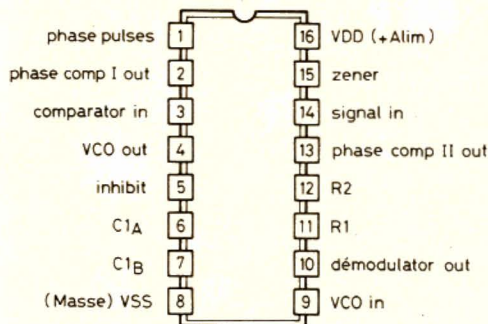 phase pulses 1 16 VDD (+Alim)
phase comp I out 2 15 zener
comparator in 3 14 signal in
VCO out 4 13 phase comp II out
inhibit 5 12 R2
C1A 6 11 R1
C1B 7 10 démodulator out
(Masse) VSS 8 9 VCO in